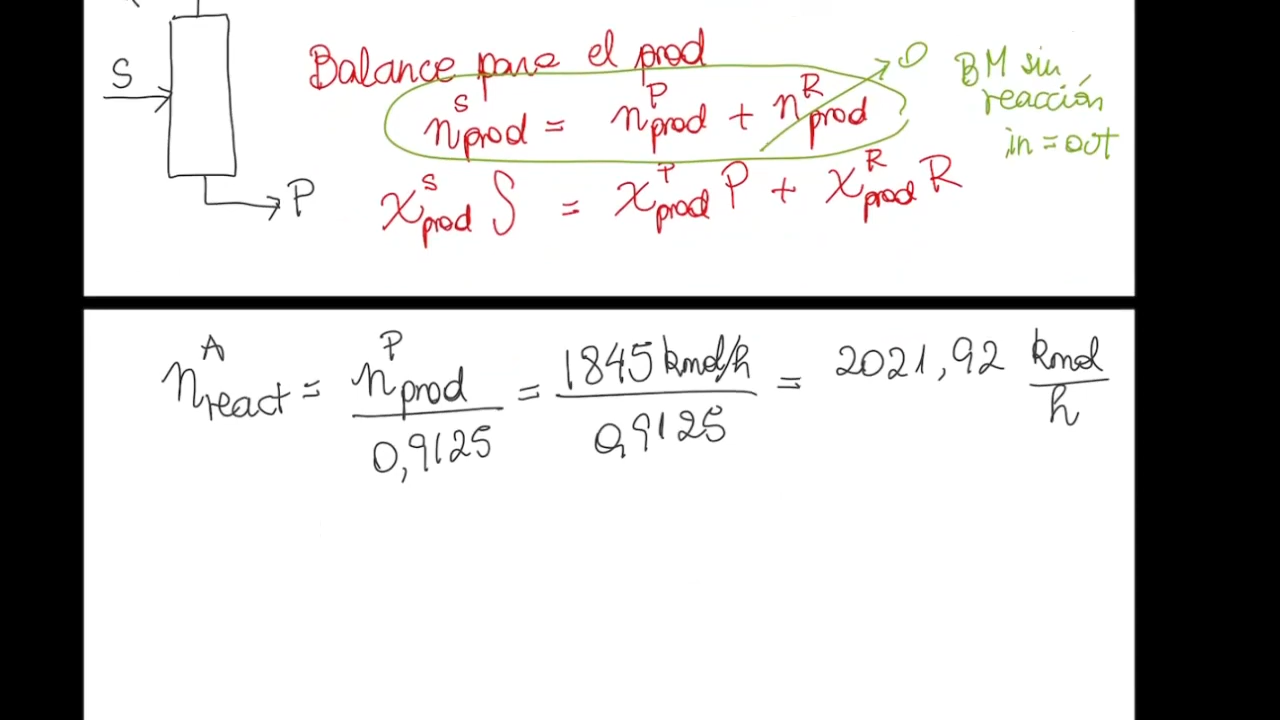 S
P
Balance para el prod
n^S_prod = n^P_prod + n^R_prod → 0
x^S_prod S = x^P_prod P + x^R_prod R
BM sin
reacción
in = out
n^A_react = n^P_prod / 0,9125 = 1845 kmol/h / 0,9125 = 2021,92 kmol/h